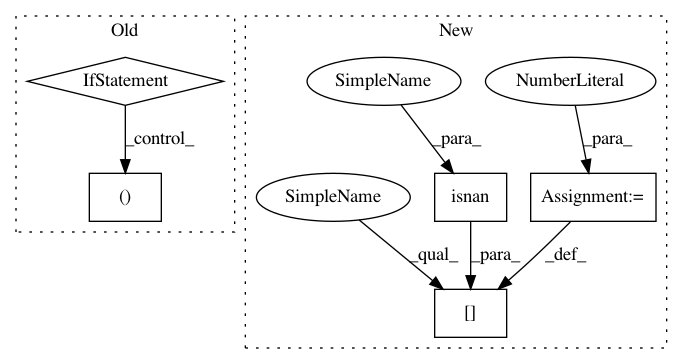 Old
New
IfStatement
SimpleName
NumberLiteral
_control_
_para_
_para_
()
SimpleName
isnan
Assignment:=
_qual_
_para_
_def_
[]